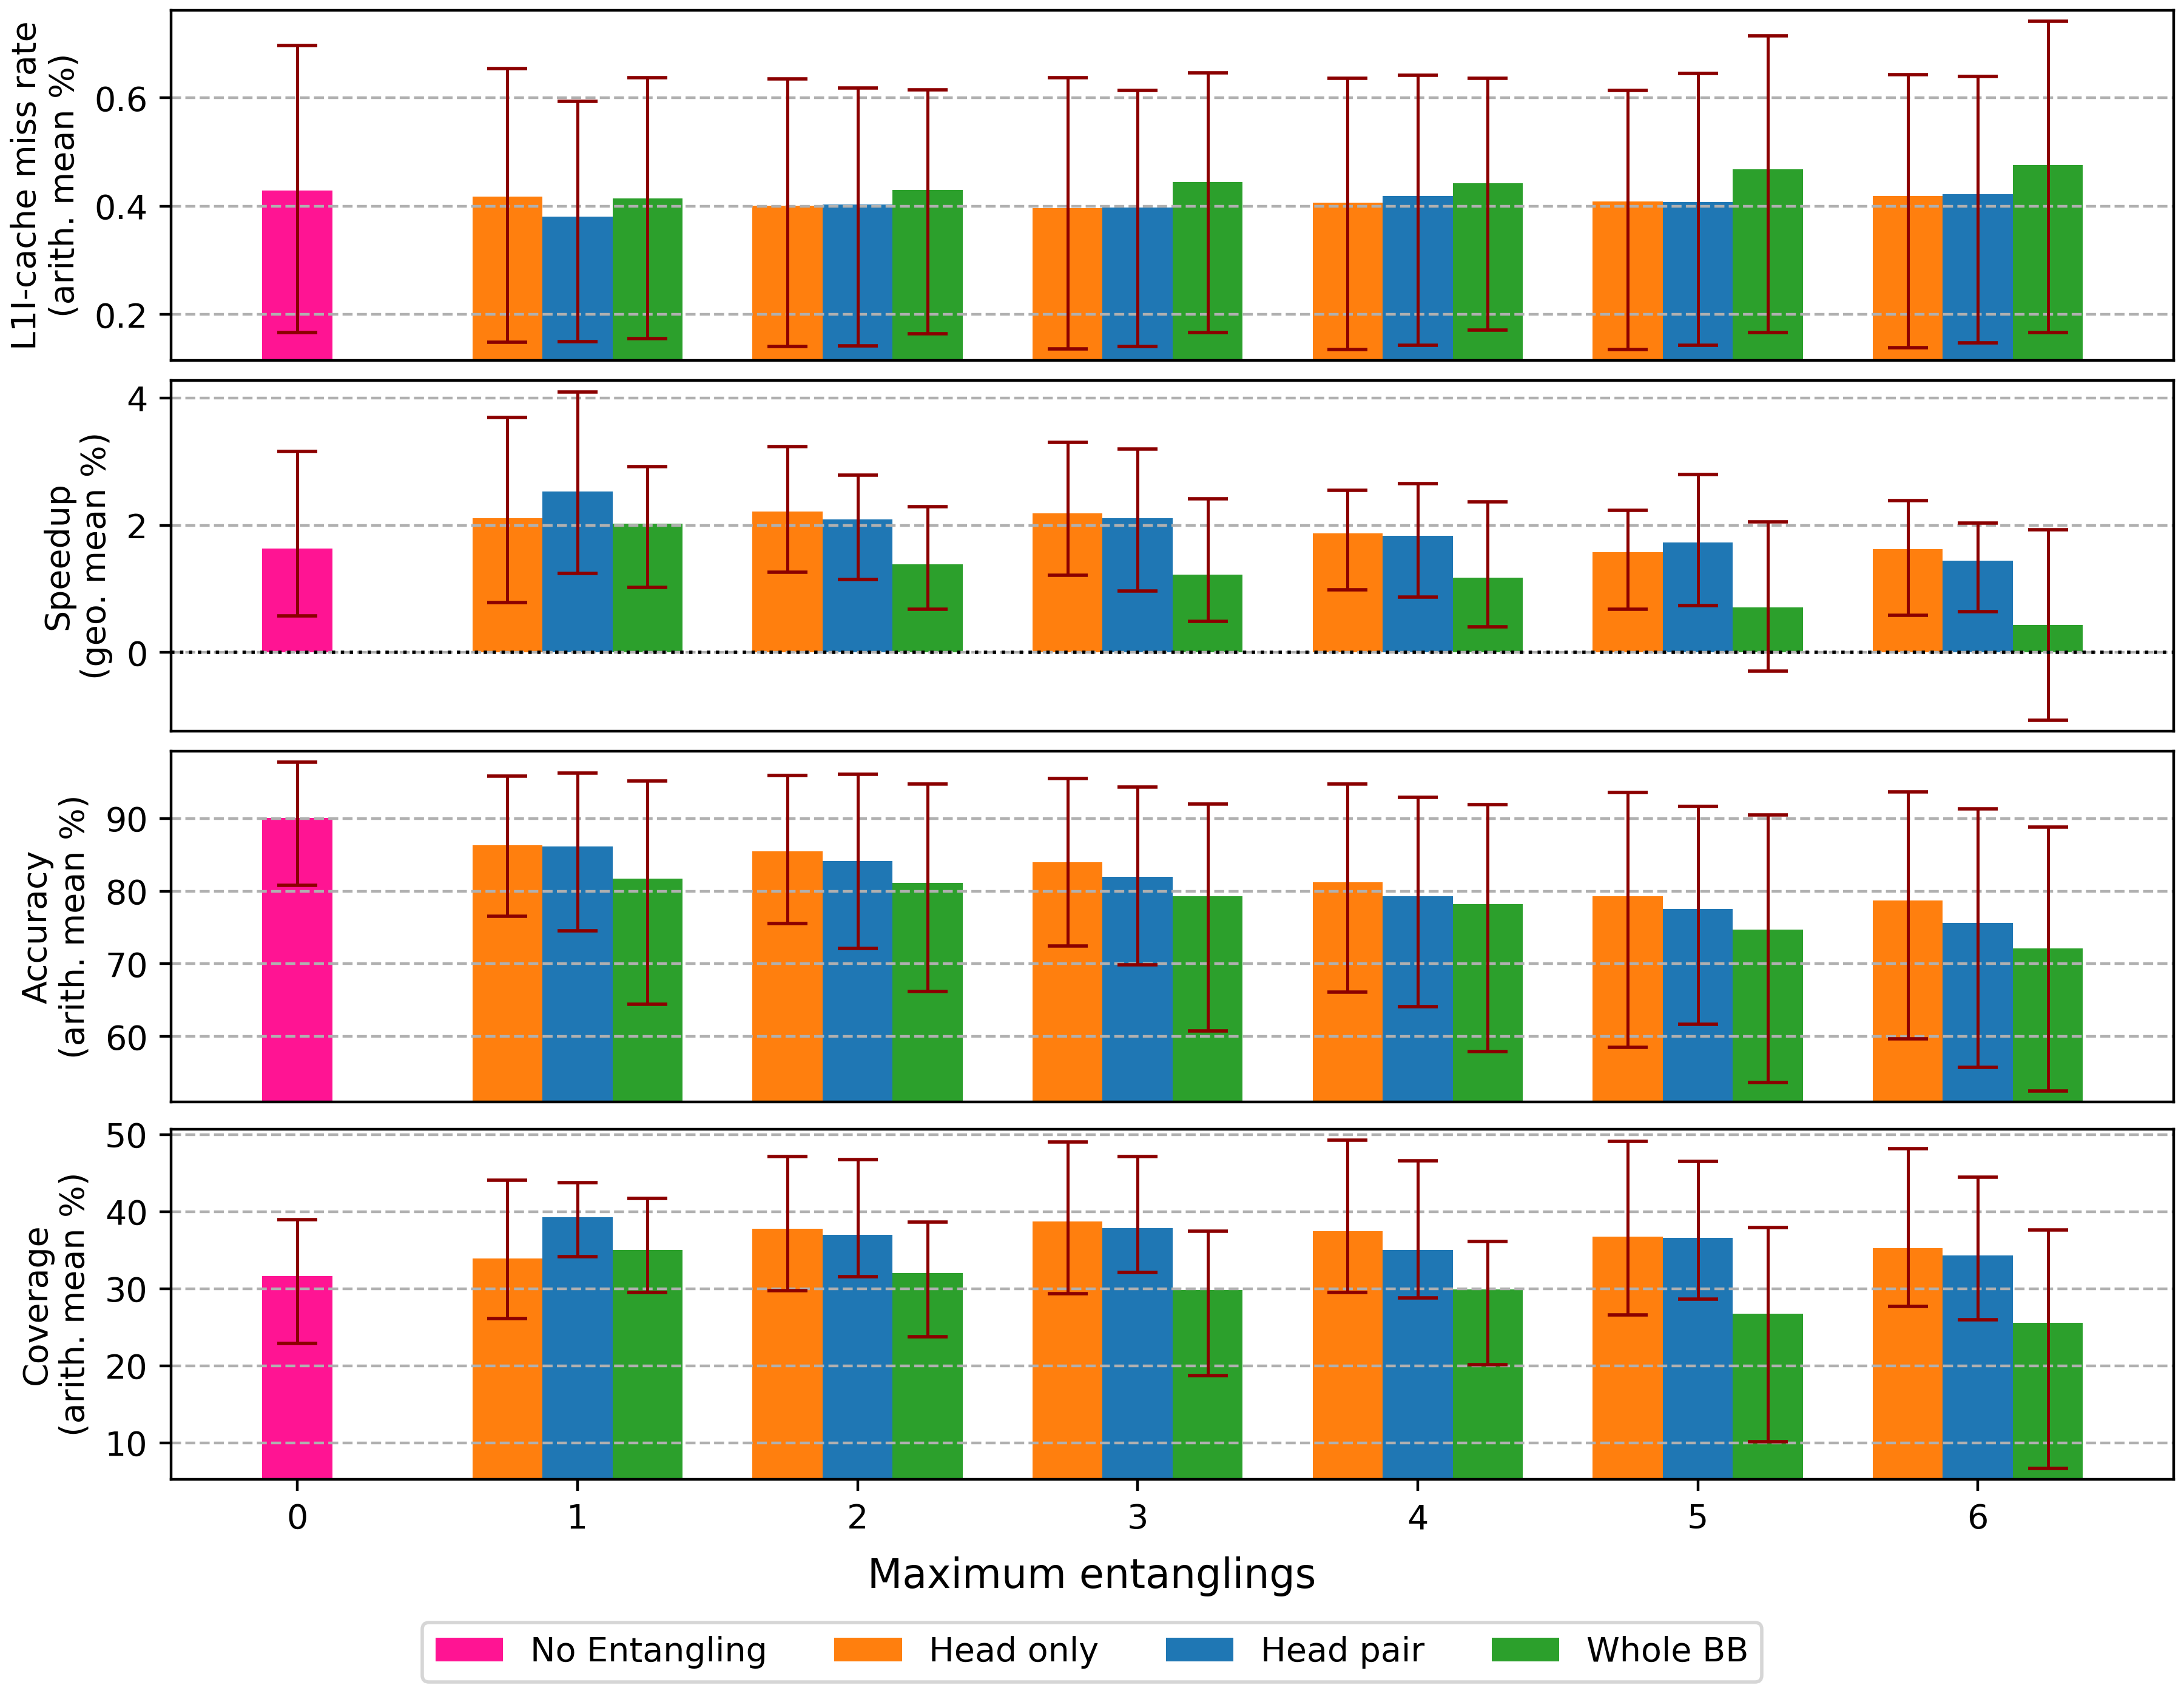 L1I-cache miss rate
(arith. mean %)
0.6
0.4
0.2
Speedup
(geo. mean %)
4
2
0
Accuracy
(arith. mean %)
90
80
70
60
Coverage
(arith. mean %)
50
40
30
20
10
0 1 2 3 4 5 6
Maximum entanglings
No Entangling Head only Head pair Whole BB